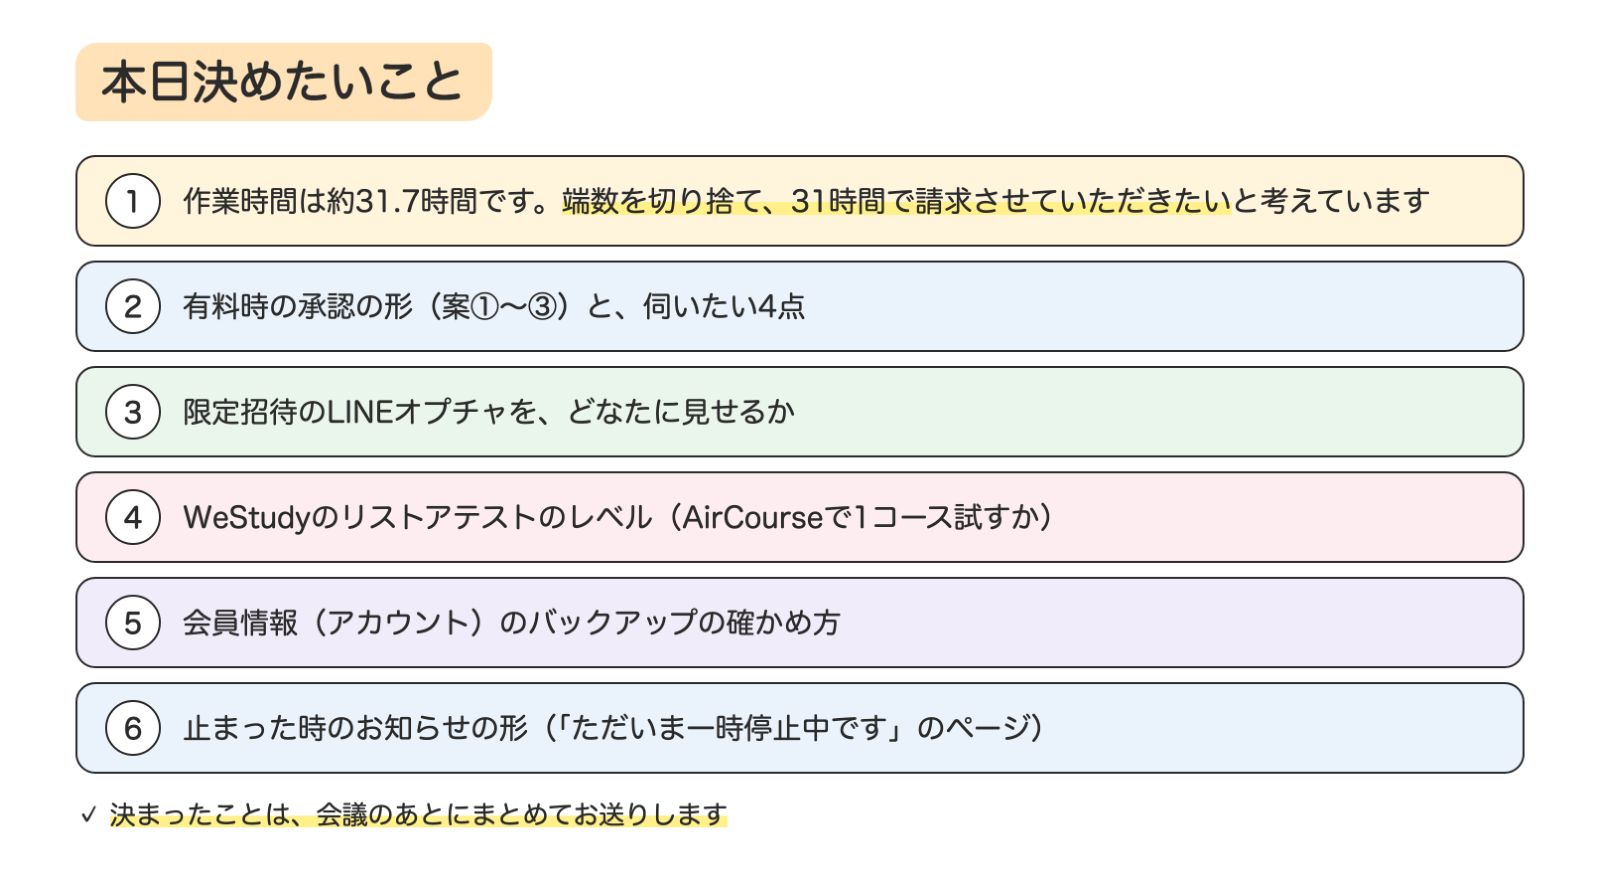 本日決めたいこと
1 作業時間は約31.7時間です。端数を切り捨て、31時間で請求させていただきたいと考えています
2 有料時の承認の形（案①〜③）と、伺いたい4点
3 限定招待のLINEオプチャを、どなたに見せるか
4 WeStudyのリストアテストのレベル（AirCourseで1コース試すか）
5 会員情報（アカウント）のバックアップの確かめ方
6 止まった時のお知らせの形（「ただいま一時停止中です」のページ）
✓ 決まったことは、会議のあとにまとめてお送りします